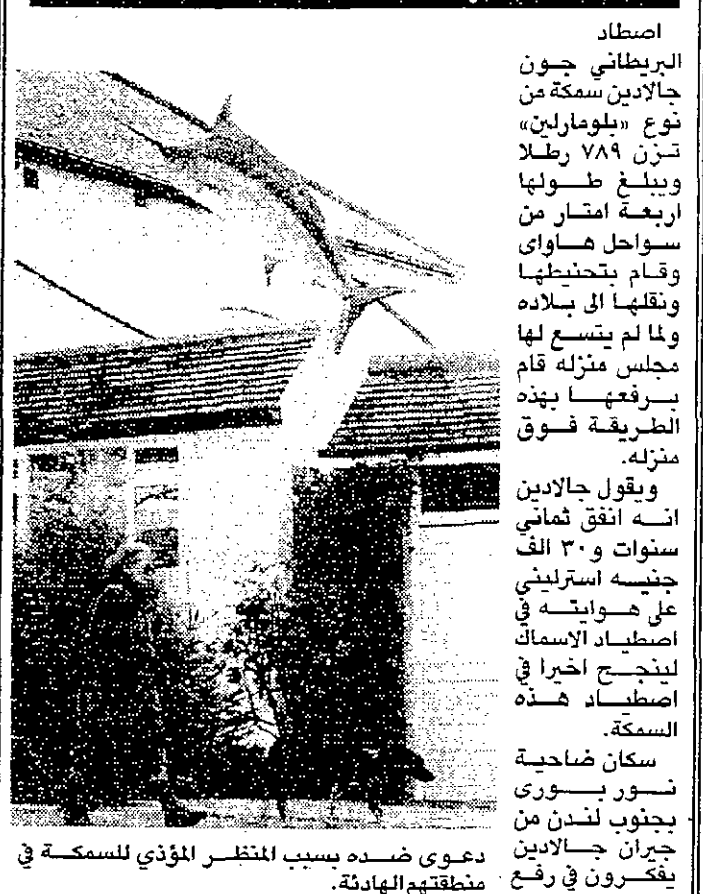 اصطاد
البريطاني جون
جالادين سمكة من
نوع «بلومارلين»
تزن ٧٨٩ رطلا
ويبلغ طولها
اربعة امتار من
سواحل هاواى
وقام بتحنيطها
ونقلها الى بلاده
ولما لم يتسع لها
مجلس منزله قام
برفعها بهذه
الطريقة فوق
منزله.
ويقول جالادين
انه انفق ثماني
سنوات و٣٠ الف
جنيه استرليني
على هوايته في
اصطياد الاسماك
لينجح اخيرا في
اصطياد هذه
السمكة.
سكان ضاحية
نور بورى
بجنوب لندن من
جيران جالادين
يفكرون في رفع
دعوى ضده بسبب المنظر المؤذي للسمكة في
منطقتهم الهادئة.